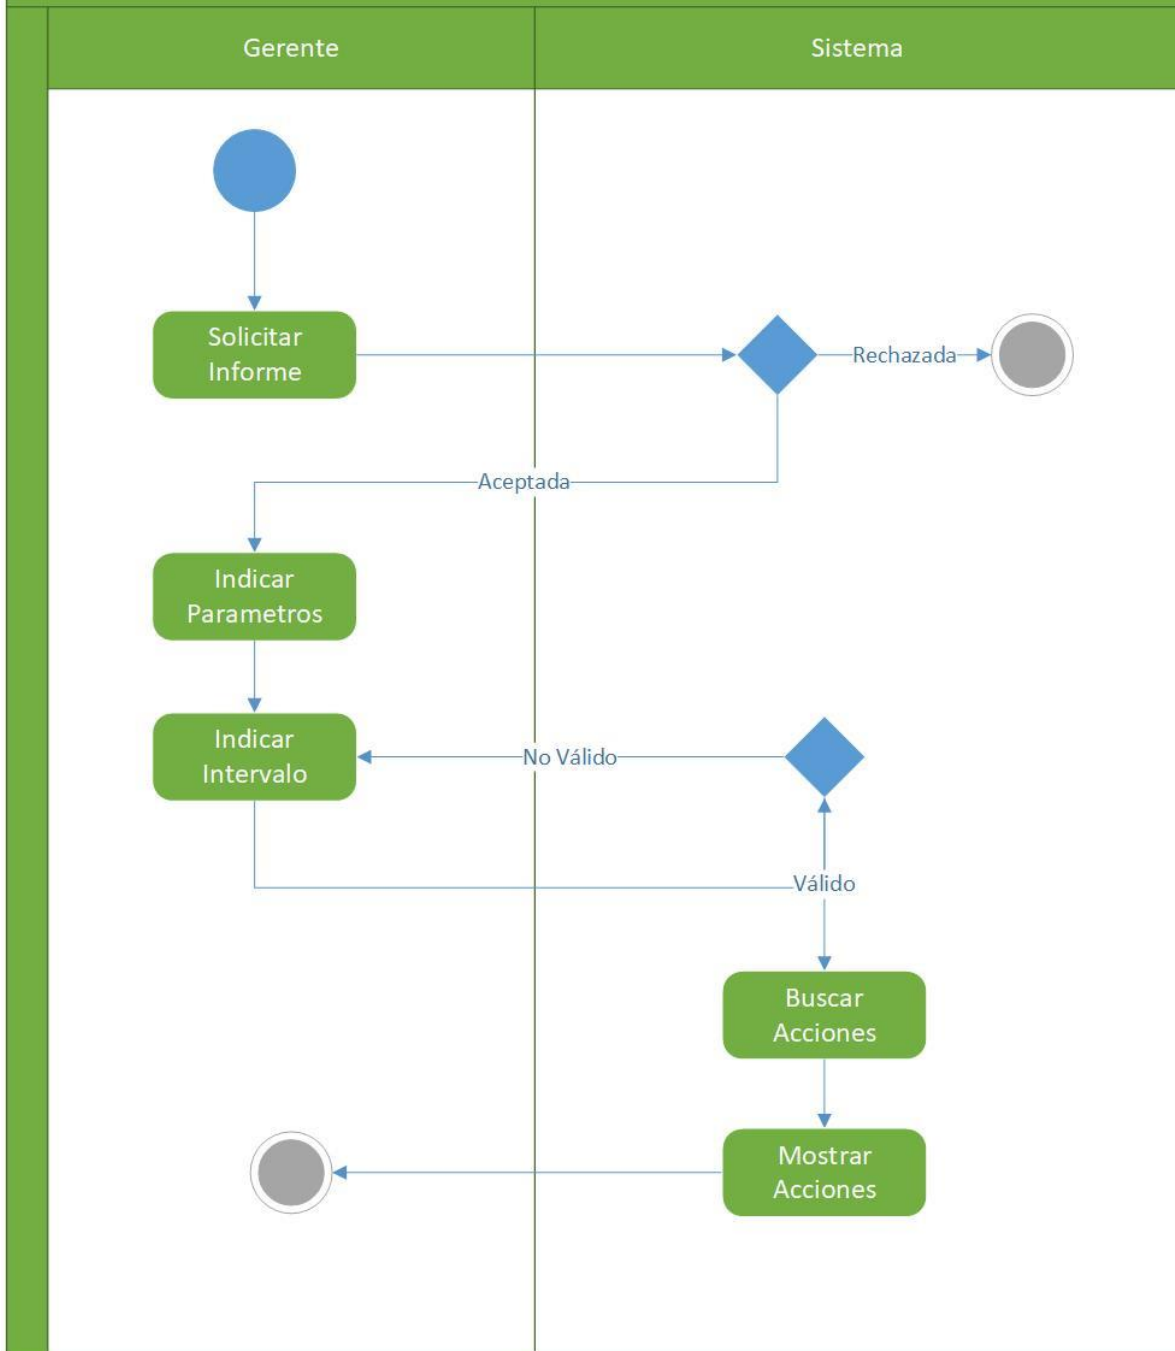 Gerente
Sistema
Solicitar
Informe
Rechazada
Aceptada
Indicar
Parametros
Indicar
Intervalo
No Válido
Válido
Buscar
Acciones
Mostrar
Acciones